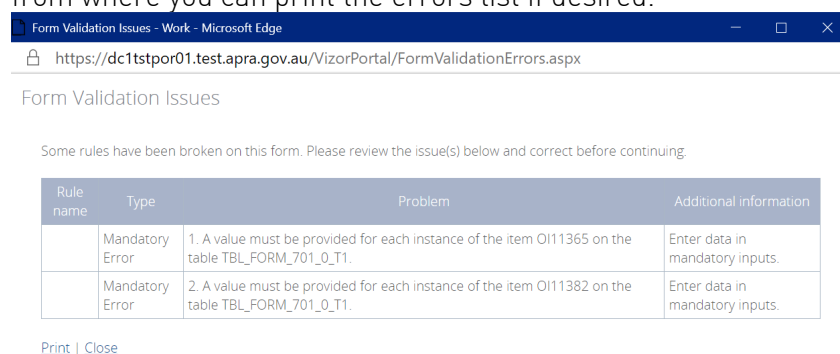 from where you can print the errors list if desired.
Form Validation Issues - Work - Microsoft Edge
https://dc1tstpor01.test.apra.gov.au/VizorPortal/FormValidationErrors.aspx
Form Validation Issues
Some rules have been broken on this form. Please review the issue(s) below and correct before continuing.
Rule name Type Problem Additional information
Mandatory Error 1. A value must be provided for each instance of the item OI11365 on the
table TBL_FORM_701_0_T1. Enter data in
mandatory inputs.
Mandatory Error 2. A value must be provided for each instance of the item OI11382 on the
table TBL_FORM_701_0_T1. Enter data in
mandatory inputs.
Print | Close